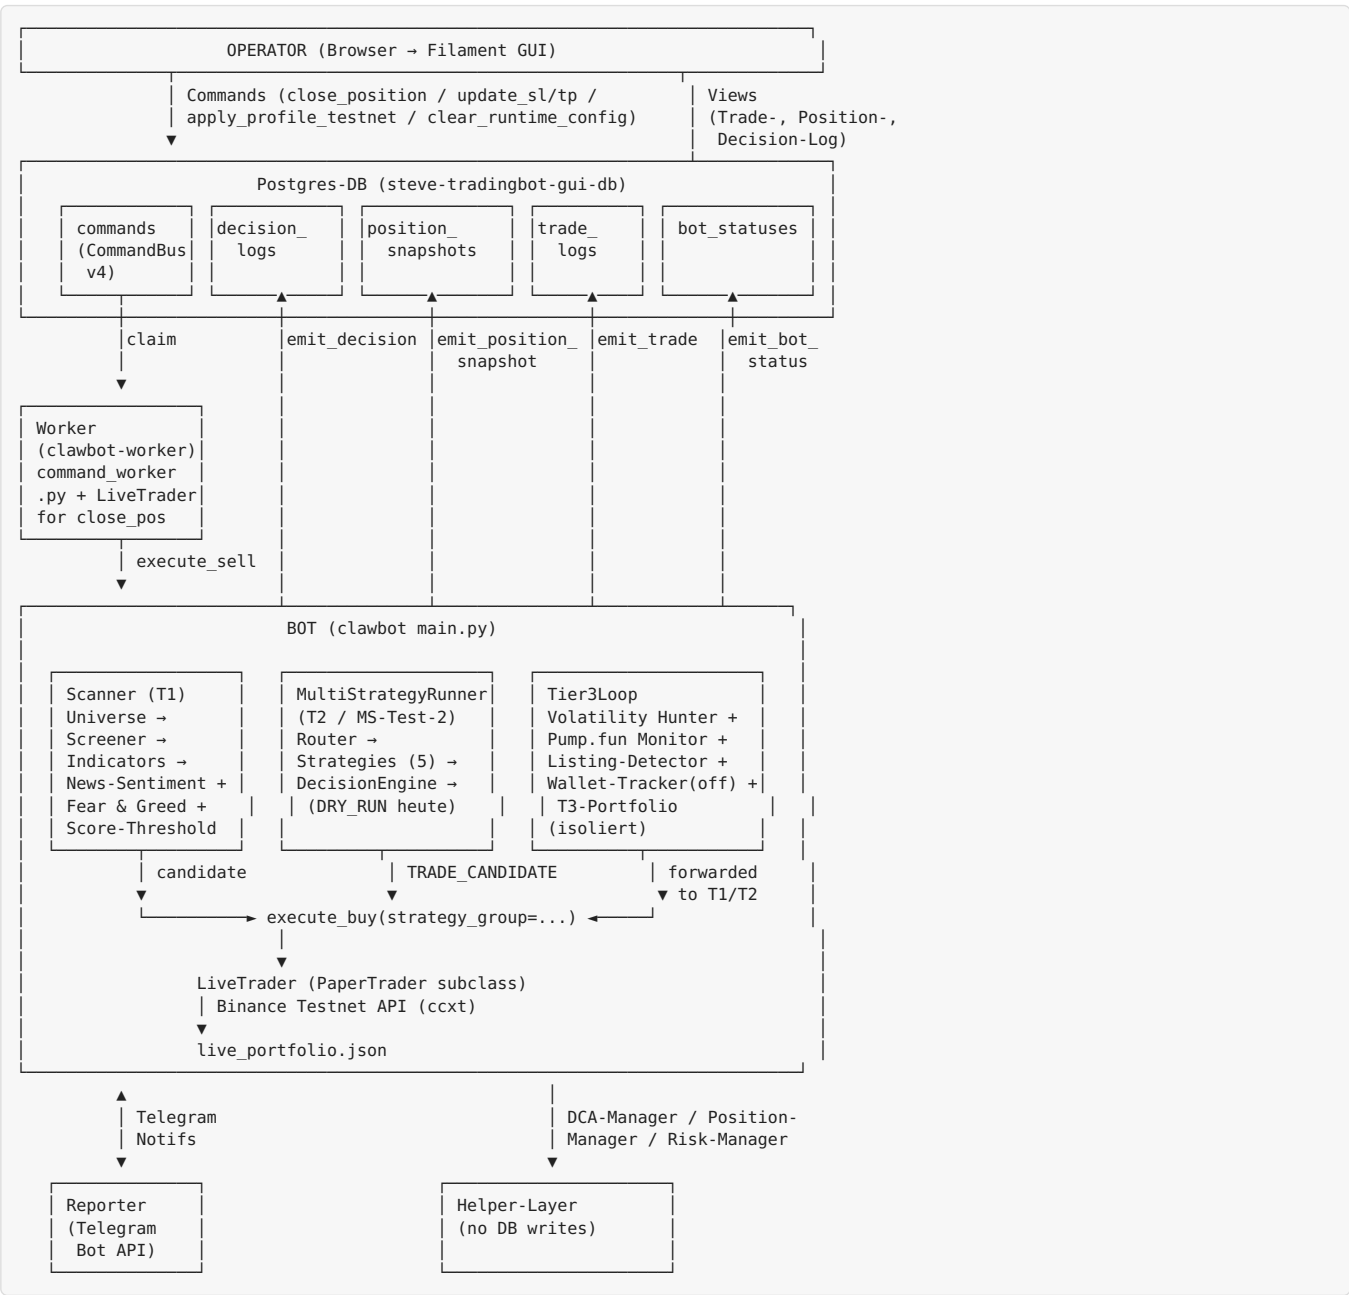 OPERATOR (Browser → Filament GUI)
Commands (close_position / update_sl/tp / Views
apply_profile_testnet / clear_runtime_config) (Trade-, Position-,
Decision-Log)
Postgres-DB (steve-tradingbot-gui-db)
commands decision_ position_ trade_ bot_statuses
(CommandBus logs snapshots logs
v4)
claim emit_decision emit_position_ emit_trade emit_bot_
snapshot status
Worker
(clawbot-worker)
command_worker
.py + LiveTrader
for close_pos
execute_sell
BOT (clawbot main.py)
Scanner (T1) MultiStrategyRunner Tier3Loop
Universe → (T2 / MS-Test-2) Volatility Hunter +
Screener → Router → Pump.fun Monitor +
Indicators → Strategies (5) → Listing-Detector +
News-Sentiment + DecisionEngine → Wallet-Tracker(off) +
Fear & Greed + (DRY_RUN heute) T3-Portfolio
Score-Threshold (isoliert)
candidate TRADE_CANDIDATE forwarded
to T1/T2
execute_buy(strategy_group=...)
LiveTrader (PaperTrader subclass)
Binance Testnet API (ccxt)
live_portfolio.json
Telegram DCA-Manager / Position-
Notifs Manager / Risk-Manager
Reporter Helper-Layer
(Telegram (no DB writes)
Bot API)